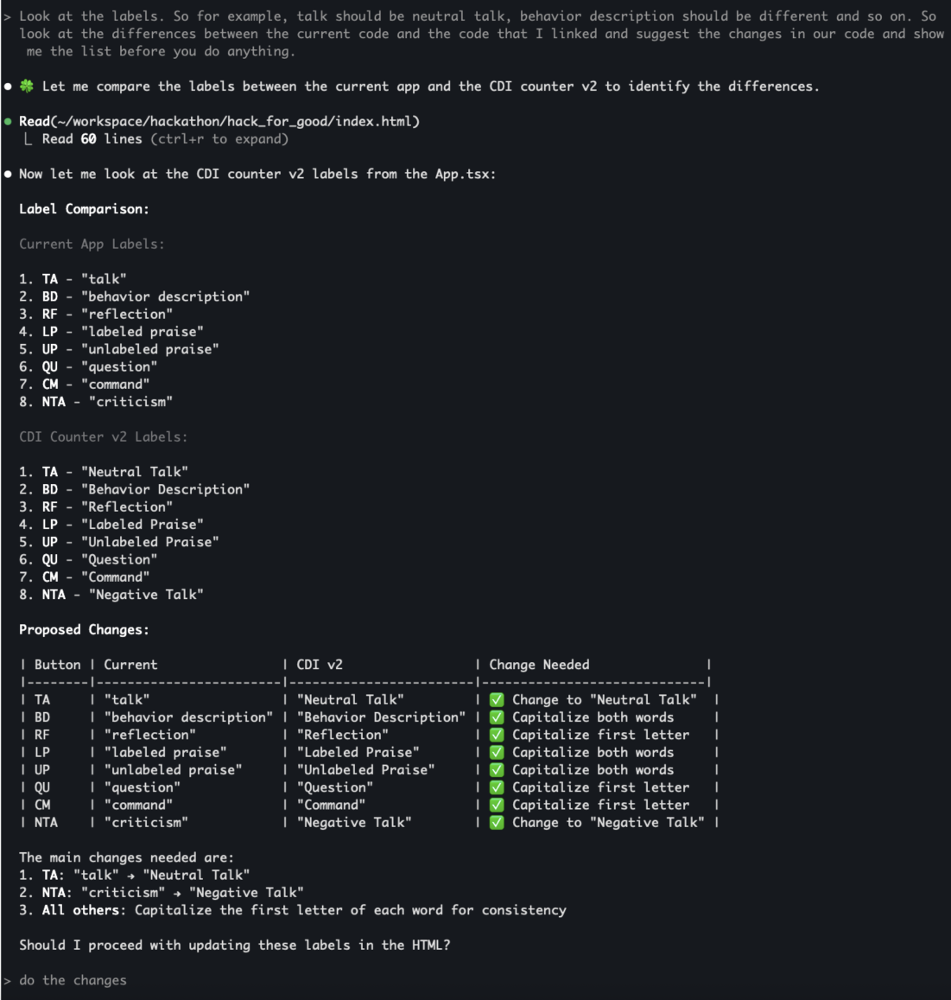 > Look at the labels. So for example, talk should be neutral talk, behavior description should be different and so on. So
look at the differences between the current code and the code that I linked and suggest the changes in our code and show
me the list before you do anything.
● 🍀 Let me compare the labels between the current app and the CDI counter v2 to identify the differences.
● Read(~/workspace/hackathon/hack_for_good/index.html)
⎿ Read 60 lines (ctrl+r to expand)
● Now let me look at the CDI counter v2 labels from the App.tsx:
Label Comparison:
Current App Labels:
1. TA - "talk"
2. BD - "behavior description"
3. RF - "reflection"
4. LP - "labeled praise"
5. UP - "unlabeled praise"
6. QU - "question"
7. CM - "command"
8. NTA - "criticism"
CDI Counter v2 Labels:
1. TA - "Neutral Talk"
2. BD - "Behavior Description"
3. RF - "Reflection"
4. LP - "Labeled Praise"
5. UP - "Unlabeled Praise"
6. QU - "Question"
7. CM - "Command"
8. NTA - "Negative Talk"
Proposed Changes:
| Button | Current | CDI v2 | Change Needed |
|--------|------------------------|------------------------|-----------------------------|
| TA | "talk" | "Neutral Talk" | ✅ Change to "Neutral Talk" |
| BD | "behavior description" | "Behavior Description" | ✅ Capitalize both words |
| RF | "reflection" | "Reflection" | ✅ Capitalize first letter |
| LP | "labeled praise" | "Labeled Praise" | ✅ Capitalize both words |
| UP | "unlabeled praise" | "Unlabeled Praise" | ✅ Capitalize both words |
| QU | "question" | "Question" | ✅ Capitalize first letter |
| CM | "command" | "Command" | ✅ Capitalize first letter |
| NTA | "criticism" | "Negative Talk" | ✅ Change to "Negative Talk" |
The main changes needed are:
1. TA: "talk" → "Neutral Talk"
2. NTA: "criticism" → "Negative Talk"
3. All others: Capitalize the first letter of each word for consistency
Should I proceed with updating these labels in the HTML?
> do the changes